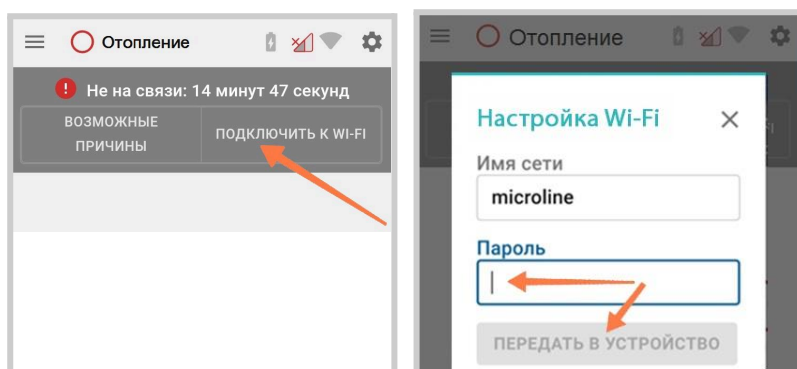 Отопление
Не на связи: 14 минут 47 секунд
ВОЗМОЖНЫЕ
ПРИЧИНЫ
ПОДКЛЮЧИТЬ К WI-FI
Отопление
Настройка Wi-Fi
Имя сети
microline
Пароль
ПЕРЕДАТЬ В УСТРОЙСТВО